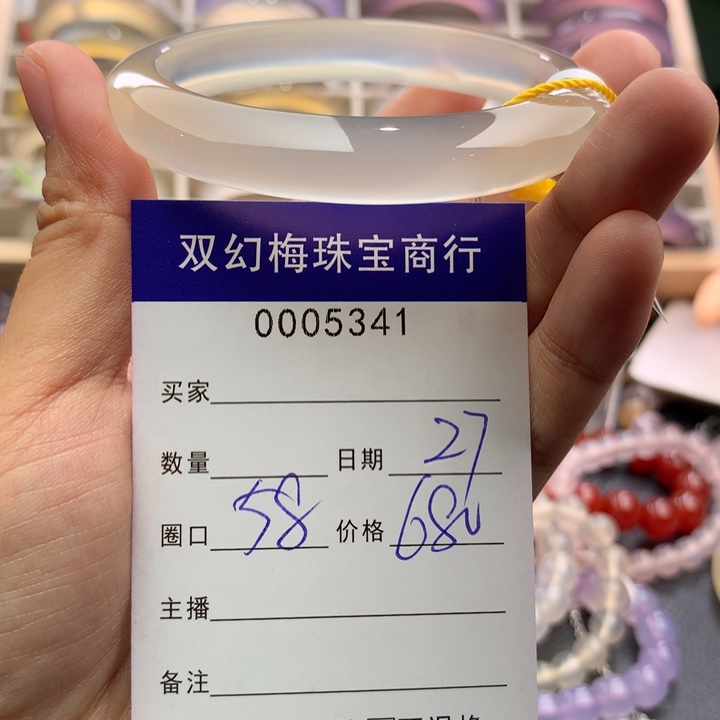 双幻梅珠宝商行
0005341
买家
数量 日期 27
圈口 58 价格 680
主播
备注